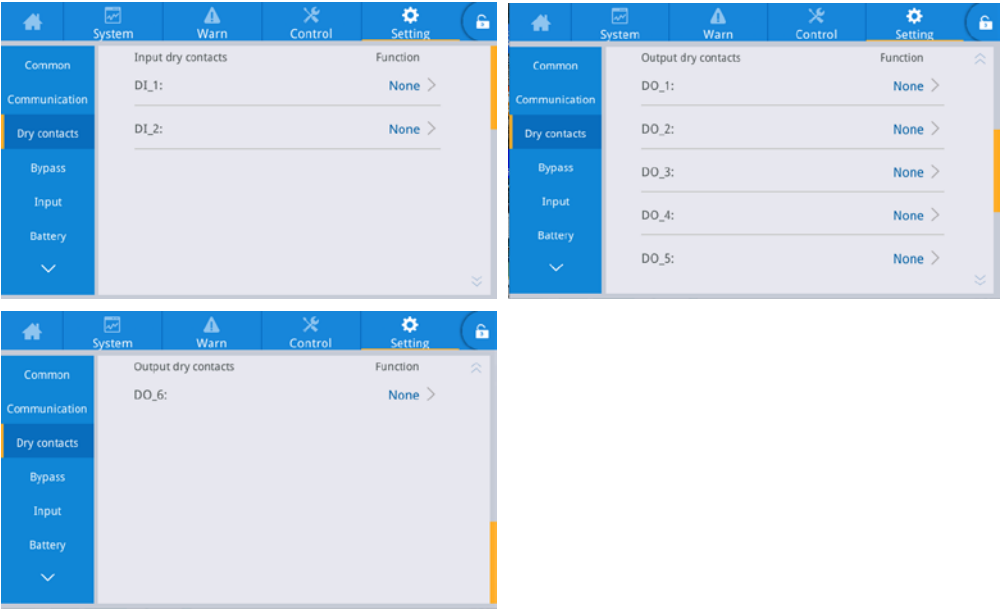 System Warn Control Setting
Common
Communication
Dry contacts
Bypass
Input
Battery
Input dry contacts Function
DI_1: None
DI_2: None
System Warn Control Setting
Common
Communication
Dry contacts
Bypass
Input
Battery
Output dry contacts Function
DO_1: None
DO_2: None
DO_3: None
DO_4: None
DO_5: None
System Warn Control Setting
Common
Communication
Dry contacts
Bypass
Input
Battery
Output dry contacts Function
DO_6: None